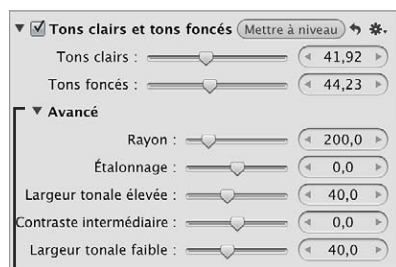 Tons clairs et tons foncés Mettre à niveau
Tons clairs : 41,92
Tons foncés : 44,23
Avancé
Rayon : 200,0
Étalonnage : 0,0
Largeur tonale élevée : 40,0
Contraste intermédiaire : 0,0
Largeur tonale faible : 40,0